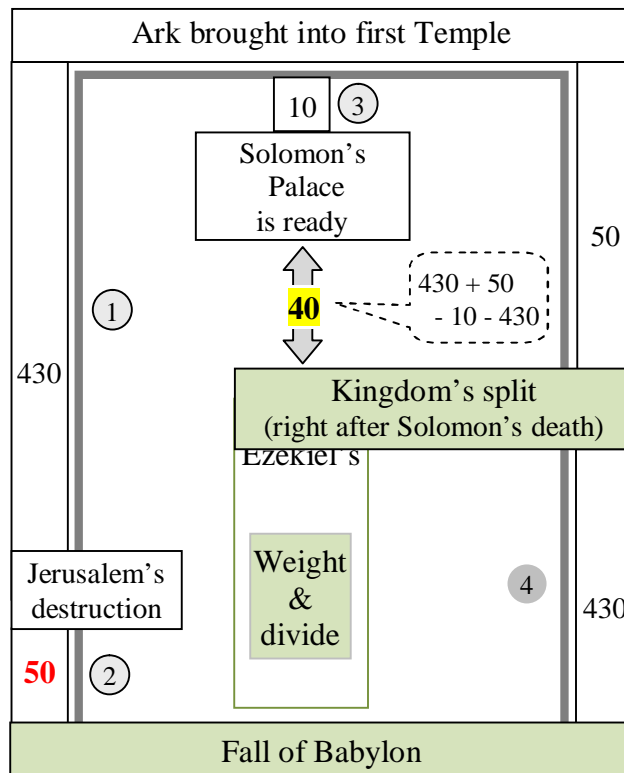 Ark brought into first Temple
10
3
Solomon’s
Palace
is ready
50
430 + 50
- 10 - 430
40
1
430
Kingdom’s split
(right after Solomon’s death)
Ezekiel’s
Weight
&
divide
Jerusalem’s
destruction
4
430
50
2
Fall of Babylon